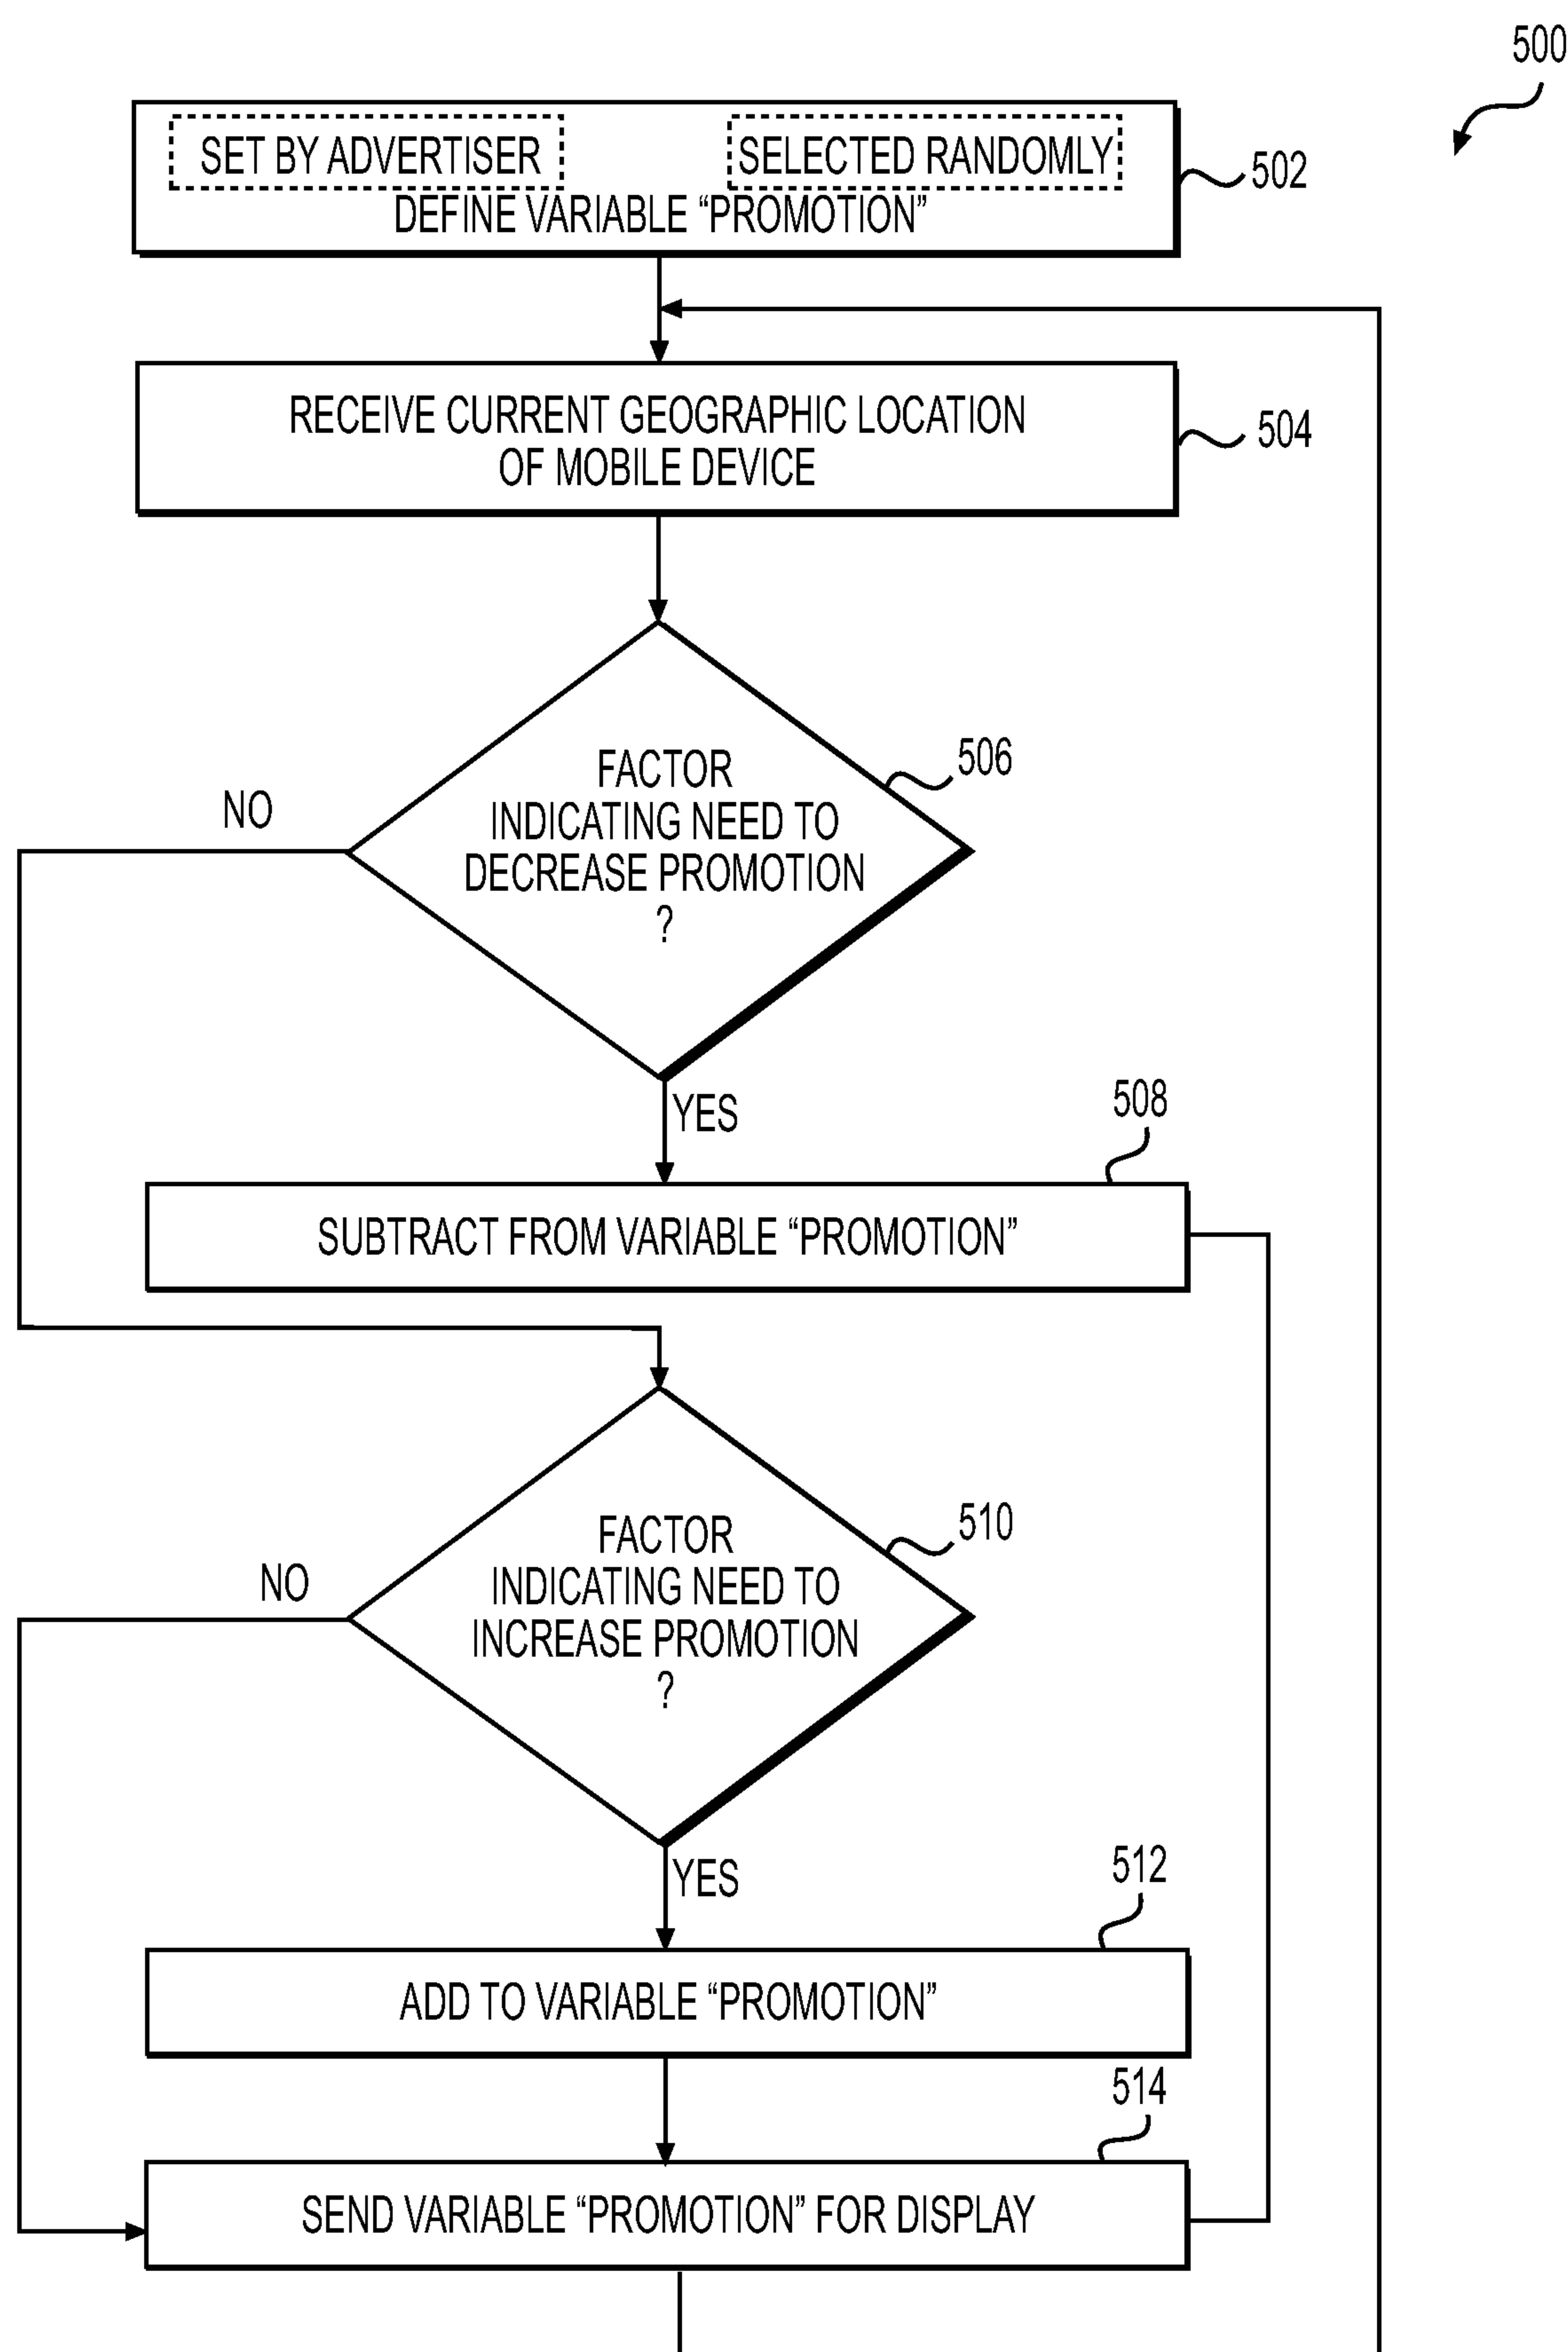 500
SET BY ADVERTISER
SELECTED RANDOMLY
DEFINE VARIABLE “PROMOTION”
502
RECEIVE CURRENT GEOGRAPHIC LOCATION
OF MOBILE DEVICE
504
FACTOR
INDICATING NEED TO
DECREASE PROMOTION
?
506
NO
YES
508
SUBTRACT FROM VARIABLE “PROMOTION”
FACTOR
INDICATING NEED TO
INCREASE PROMOTION
?
510
NO
YES
512
ADD TO VARIABLE “PROMOTION”
514
SEND VARIABLE “PROMOTION” FOR DISPLAY